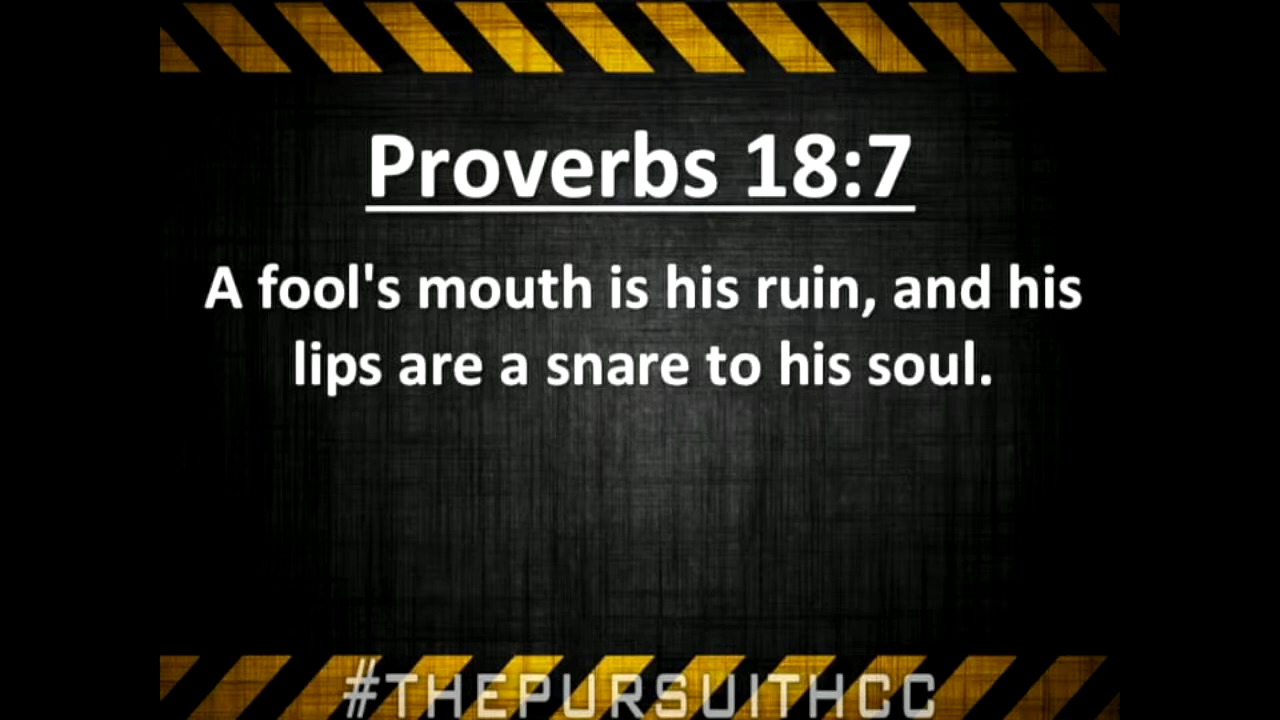 Proverbs 18:7
A fool's mouth is his ruin, and his
lips are a snare to his soul.
#THEPURSUITHCC